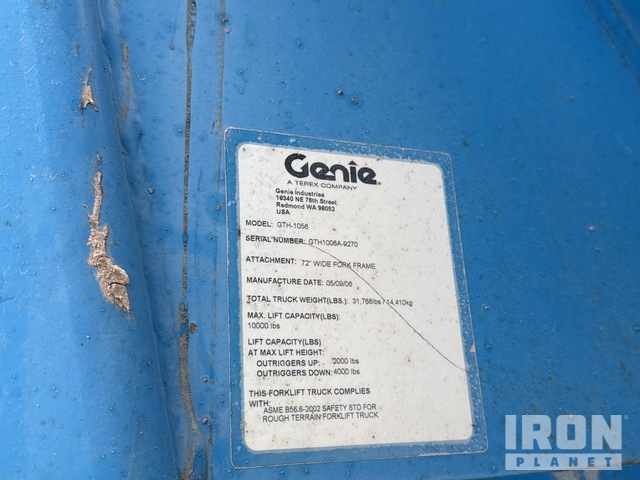 Genie
A TEREX COMPANY
Genie Industries
18340 NE 76th Street
Redmond WA 98052
USA
MODEL: GTH-1056
SERIAL NUMBER: GTH1006A-9270
ATTACHMENT: 72" WIDE FORK FRAME
MANUFACTURE DATE: 05/09/06
TOTAL TRUCK WEIGHT(LBS.) 31,768lbs / 14,410kg
MAX. LIFT CAPACITY(LBS):
10000 lbs
LIFT CAPACITY(LBS)
AT MAX LIFT HEIGHT:
OUTRIGGERS UP: 2000 lbs
OUTRIGGERS DOWN: 4000 lbs
THIS FORKLIFT TRUCK COMPLIES
WITH:
ASME B56.6-2002 SAFETY STD FOR
ROUGH TERRAIN FORKLIFT TRUCK
IRON
PLANET